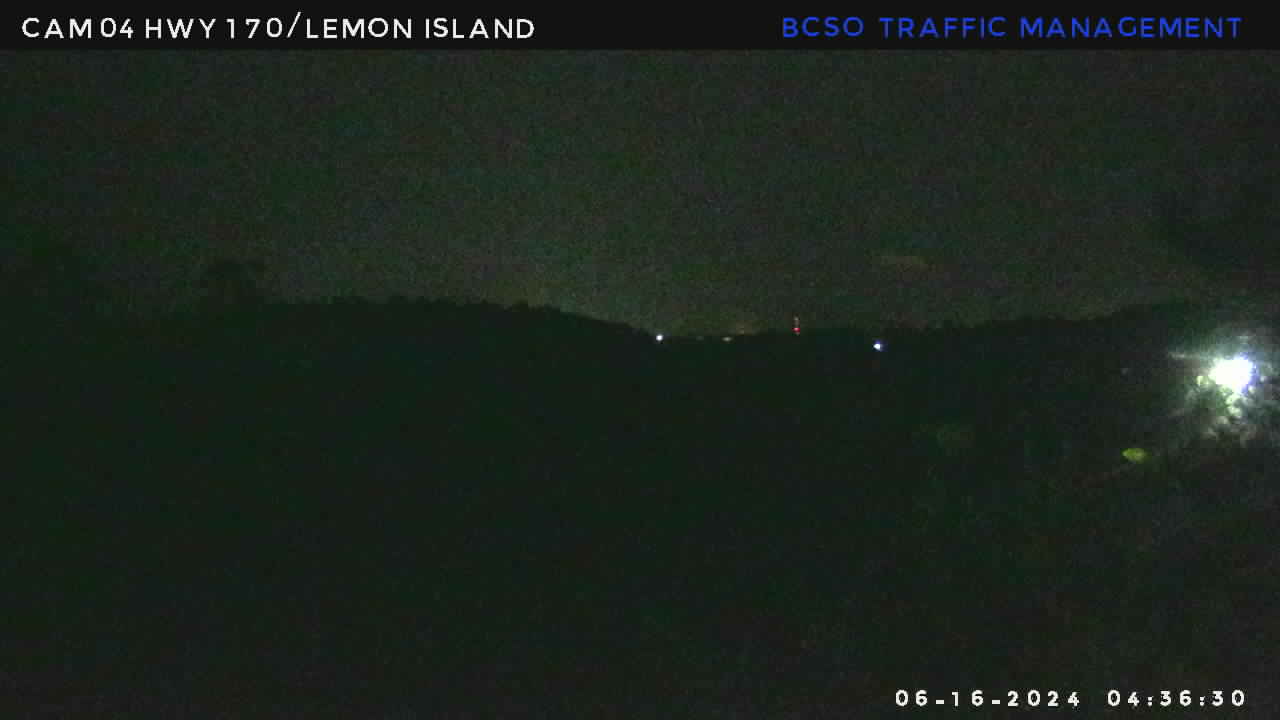 CAM04 HWY 170/LEMON ISLAND
BCSO TRAFFIC MANAGEMENT
06-16-2024 04:36:30